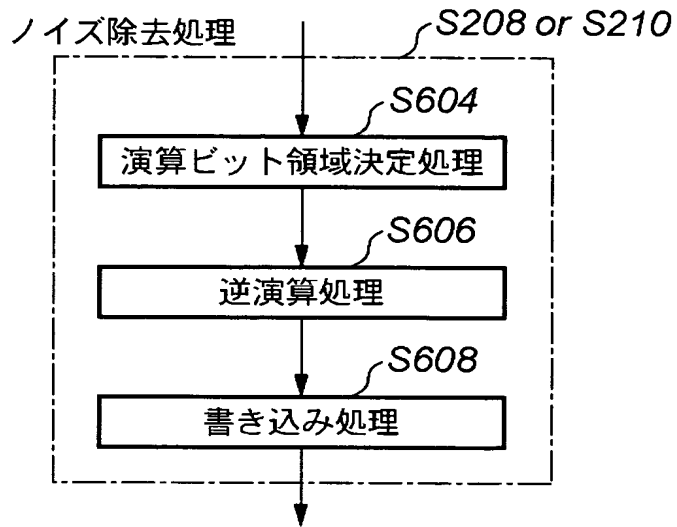 ノイズ除去処理
S208 or S210
S604
演算ビット領域決定処理
S606
逆演算処理
S608
書き込み処理